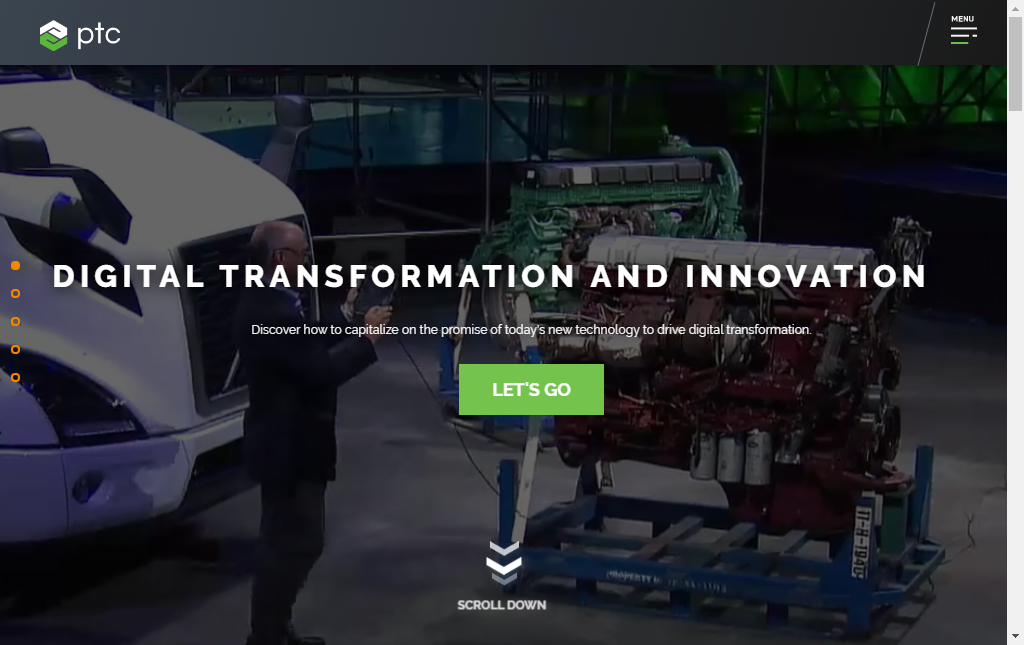 ptc
MENU
DIGITAL TRANSFORMATION AND INNOVATION
Discover how to capitalize on the promise of today's new technology to drive digital transformation.
LET'S GO
SCROLL DOWN